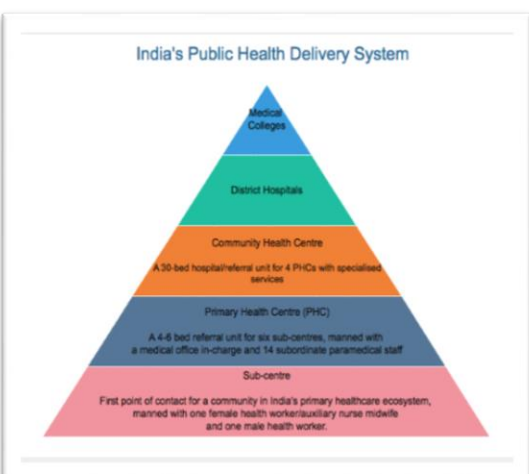 India's Public Health Delivery System
Medical
Colleges
District Hospitals
Community Health Centre
A 30-bed hospital/referral unit for 4 PHCs with specialised
services
Primary Health Centre (PHC)
A 4-6 bed referral unit for six sub-centres, manned with
a medical office in-charge and 14 subordinate paramedical staff
Sub-centre
First point of contact for a community in India's primary healthcare ecosystem,
manned with one female health worker/auxiliary nurse midwife
and one male health worker.